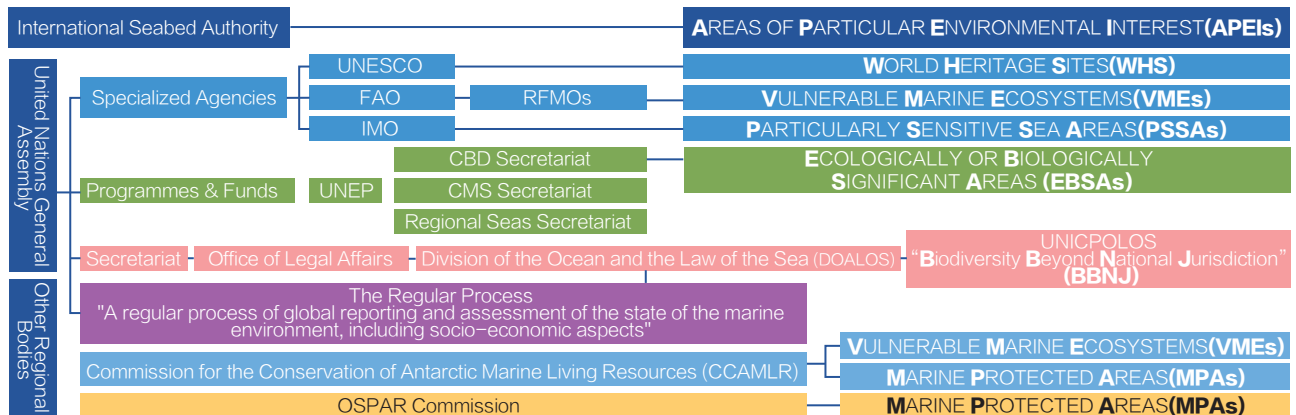 International Seabed Authority
AREAS OF PARTICULAR ENVIRONMENTAL INTEREST(APEIs)
United Nations General
Assembly
Specialized Agencies
UNESCO
WORLD HERITAGE SITES(WHS)
FAO
RFMOs
VULNERABLE MARINE ECOSYSTEMS(VMEs)
IMO
PARTICULARLY SENSITIVE SEA AREAS(PSSAs)
Programmes & Funds
UNEP
CBD Secretariat
ECOLOGICALLY OR BIOLOGICALLY
SIGNIFICANT AREAS (EBSAs)
CMS Secretariat
Regional Seas Secretariat
Secretariat
Office of Legal Affairs
Division of the Ocean and the Law of the Sea (DOALOS)
UNICPOLOS
“Biodiversity Beyond National Jurisdiction”
(BBNJ)
The Regular Process
"A regular process of global reporting and assessment of the state of the marine
environment, including socio−economic aspects"
Other Regional
Bodies
Commission for the Conservation of Antarctic Marine Living Resources (CCAMLR)
VULNERABLE MARINE ECOSYSTEMS(VMEs)
MARINE PROTECTED AREAS(MPAs)
OSPAR Commission
MARINE PROTECTED AREAS(MPAs)